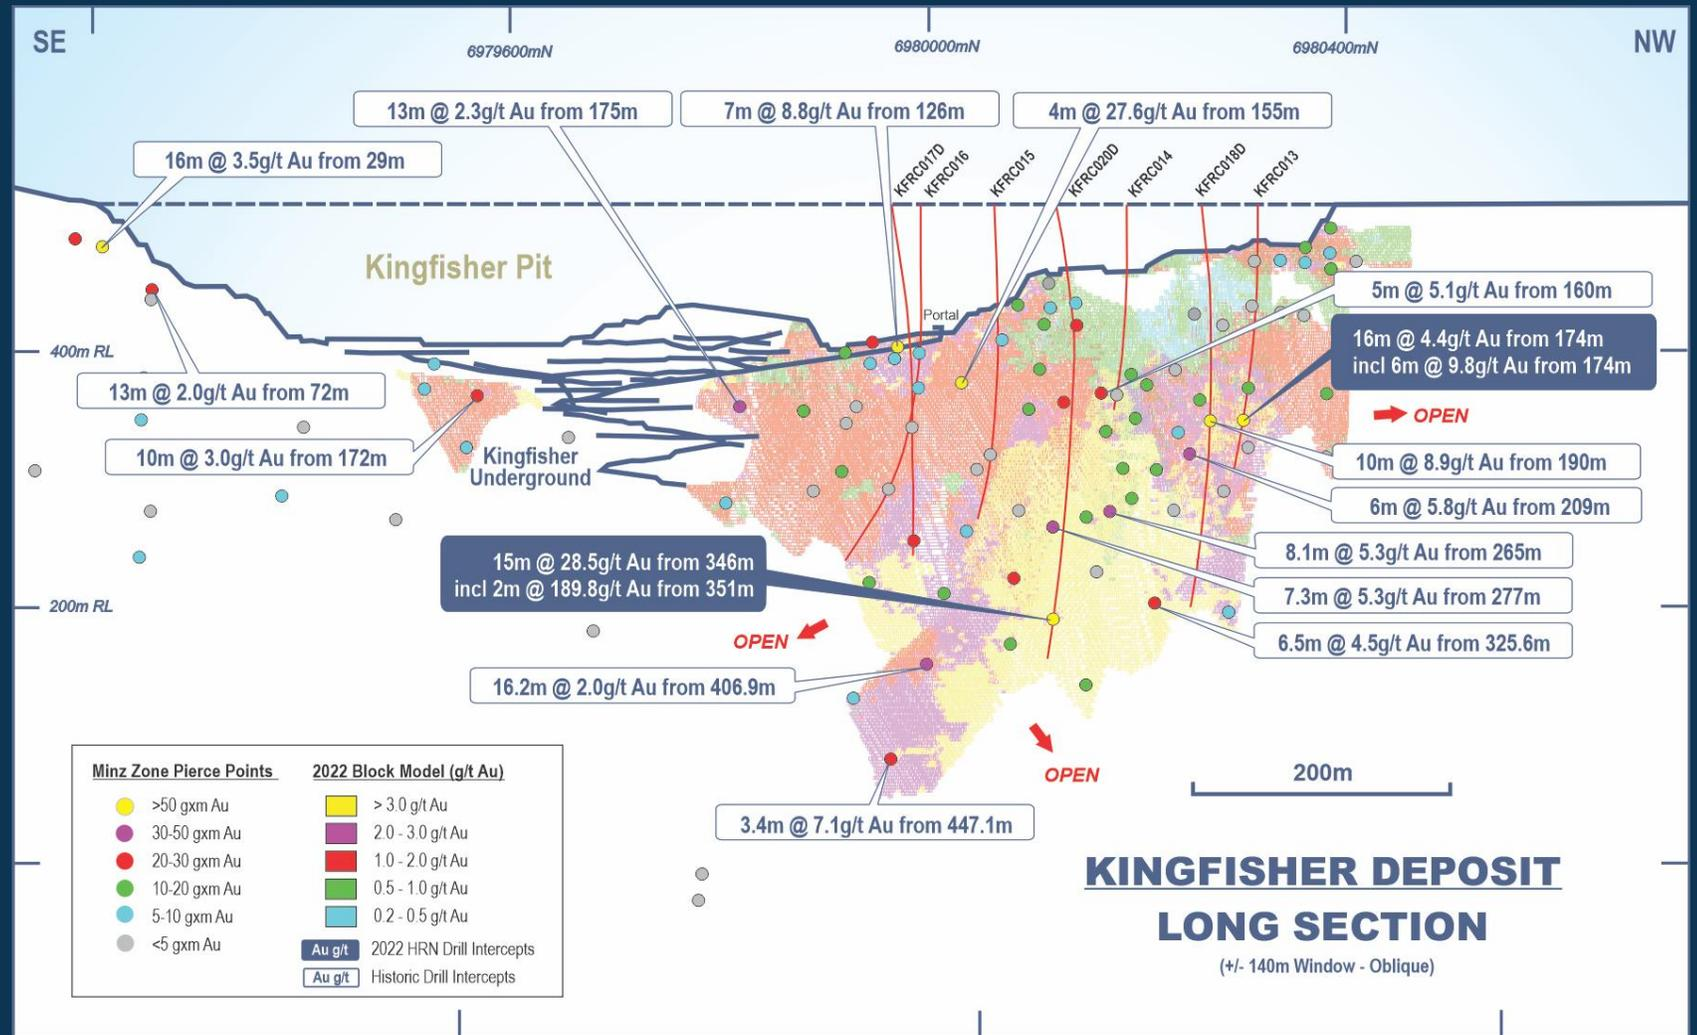 SE
6979600mN
6980000mN
6980400mN
NW
13m @ 2.3g/t Au from 175m
7m @ 8.8g/t Au from 126m
4m @ 27.6g/t Au from 155m
16m @ 3.5g/t Au from 29m
KFRC017D
KFRC016
KFRC015
KFRC020D
KFRC014
KFRC018D
KFRC013
Kingfisher Pit
5m @ 5.1g/t Au from 160m
Portal
16m @ 4.4g/t Au from 174m
incl 6m @ 9.8g/t Au from 174m
400m RL
13m @ 2.0g/t Au from 72m
OPEN
10m @ 3.0g/t Au from 172m
Kingfisher
Underground
10m @ 8.9g/t Au from 190m
6m @ 5.8g/t Au from 209m
15m @ 28.5g/t Au from 346m
incl 2m @ 189.8g/t Au from 351m
8.1m @ 5.3g/t Au from 265m
7.3m @ 5.3g/t Au from 277m
200m RL
OPEN
6.5m @ 4.5g/t Au from 325.6m
16.2m @ 2.0g/t Au from 406.9m
OPEN
200m
3.4m @ 7.1g/t Au from 447.1m
Minz Zone Pierce Points
>50 gxm Au
30-50 gxm Au
20-30 gxm Au
10-20 gxm Au
5-10 gxm Au
<5 gxm Au
2022 Block Model (g/t Au)
> 3.0 g/t Au
2.0 - 3.0 g/t Au
1.0 - 2.0 g/t Au
0.5 - 1.0 g/t Au
0.2 - 0.5 g/t Au
Au g/t 2022 HRN Drill Intercepts
Au g/t Historic Drill Intercepts
KINGFISHER DEPOSIT
LONG SECTION
(+/- 140m Window - Oblique)